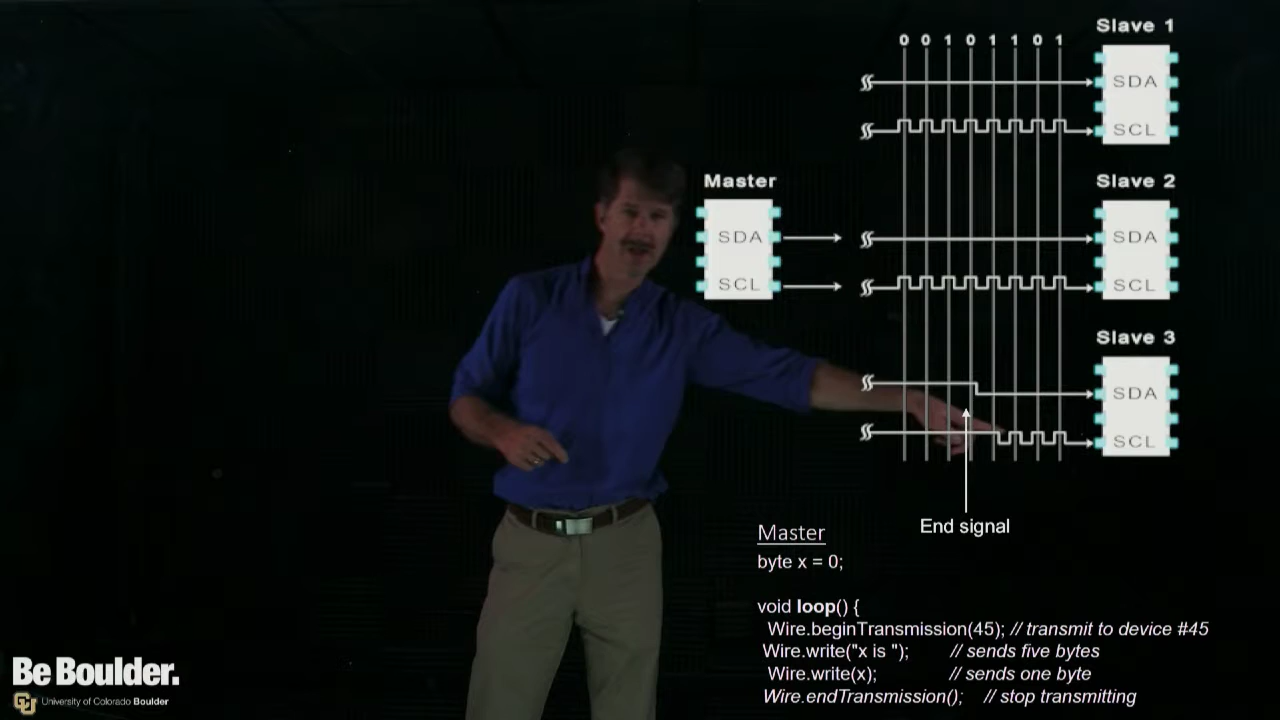 Slave 1
0 0 1 0 1 1 0 1
SDA
SCL
Master
SDA
SCL
Slave 2
SDA
SCL
Slave 3
SDA
SCL
End signal
Master
byte x = 0;
void loop() {
Wire.beginTransmission(45); // transmit to device #45
Wire.write("x is "); // sends five bytes
Wire.write(x); // sends one byte
Wire.endTransmission(); // stop transmitting
Be Boulder.
CU University of Colorado Boulder